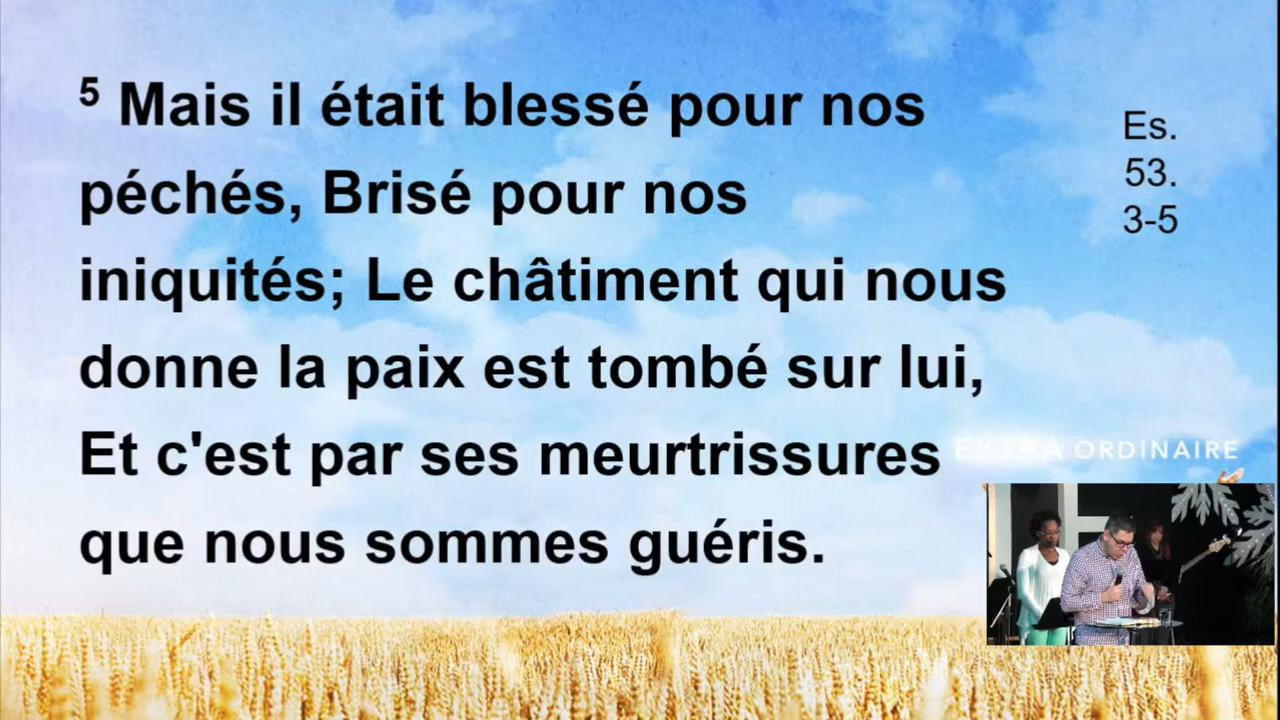 5 Mais il était blessé pour nos
péchés, Brisé pour nos
iniquités; Le châtiment qui nous
donne la paix est tombé sur lui,
Et c'est par ses meurtrissures
que nous sommes guéris.
Es.
53.
3-5
EXTRA ORDINAIRE